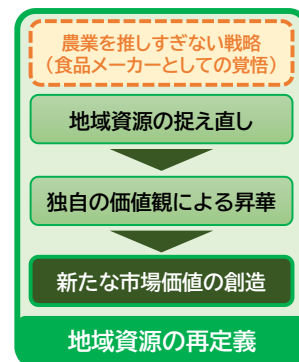 農業を推しすぎない戦略
（食品メーカーとしての覚悟）
地域資源の捉え直し
独自の価値観による昇華
新たな市場価値の創造
地域資源の再定義